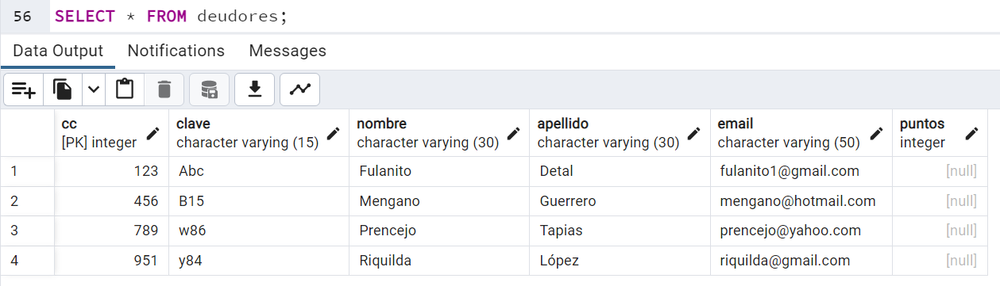 56 SELECT * FROM deudores;
Data Output Notifications Messages
cc clave nombre apellido email puntos
[PK] integer character varying (15) character varying (30) character varying (30) character varying (50) integer
1 123 Abc Fulanito Detal fulanito1@gmail.com [null]
2 456 B15 Mengano Guerrero mengano@hotmail.com [null]
3 789 w86 Prencejo Tapias prencejo@yahoo.com [null]
4 951 y84 Riquilda López riquilda@gmail.com [null]